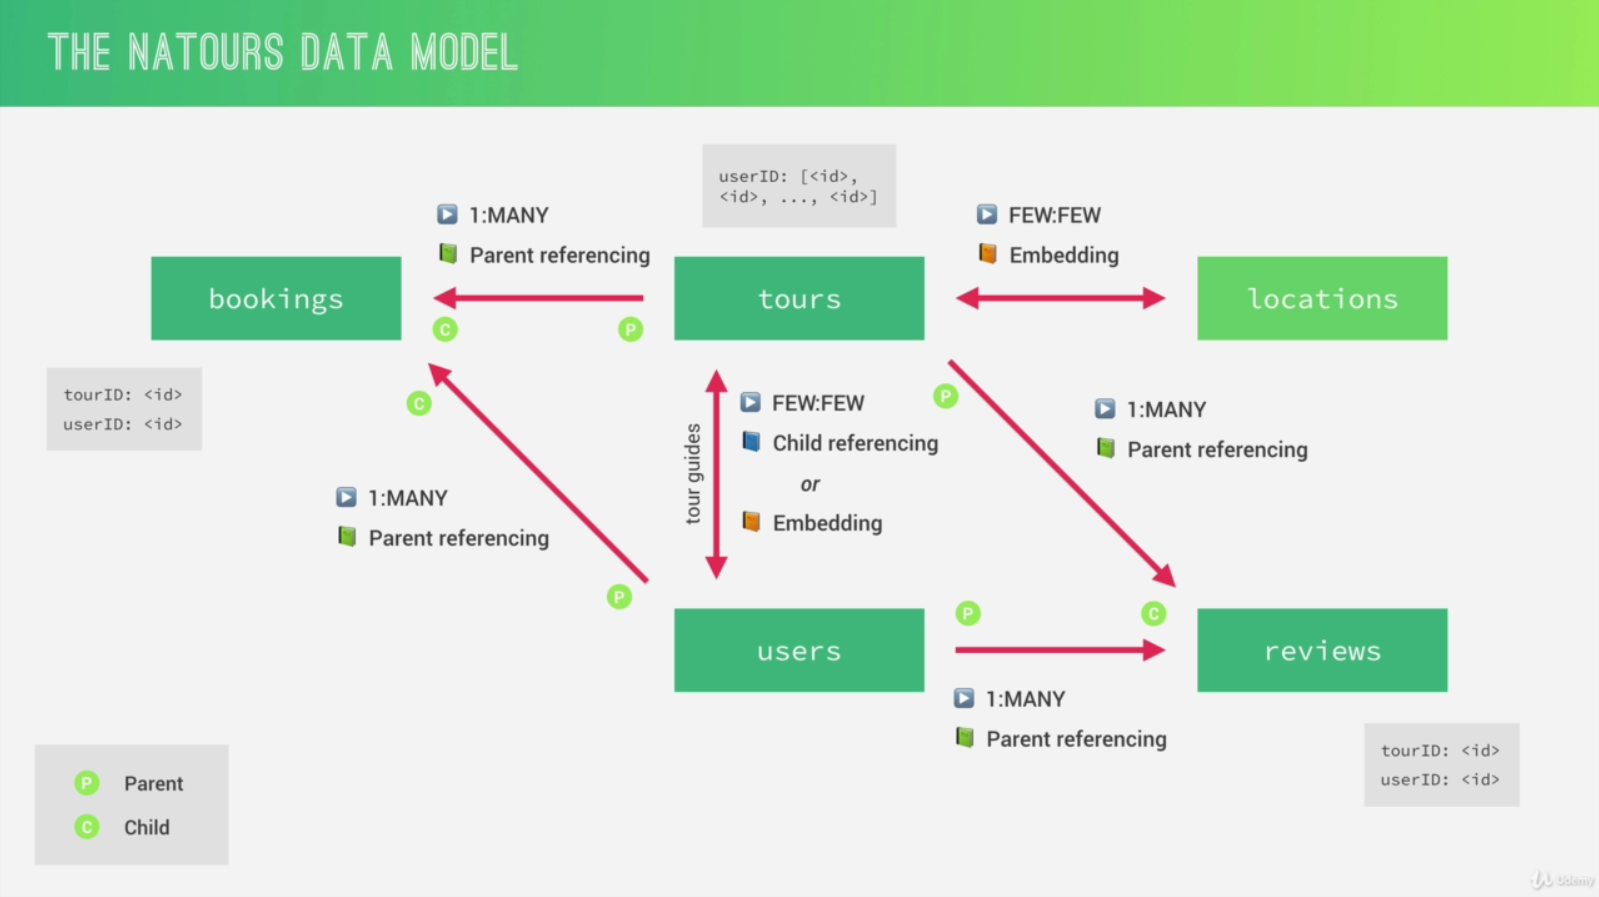 THE NATOURS DATA MODEL
userID: [<id>,
<id>, ..., <id>]
1:MANY
Parent referencing
FEW:FEW
Embedding
bookings
tours
locations
C
P
tourID: <id>
userID: <id>
C
tour guides
FEW:FEW
Child referencing
or
Embedding
P
1:MANY
Parent referencing
1:MANY
Parent referencing
P
P
C
users
reviews
1:MANY
Parent referencing
tourID: <id>
userID: <id>
P Parent
C Child
Udemy